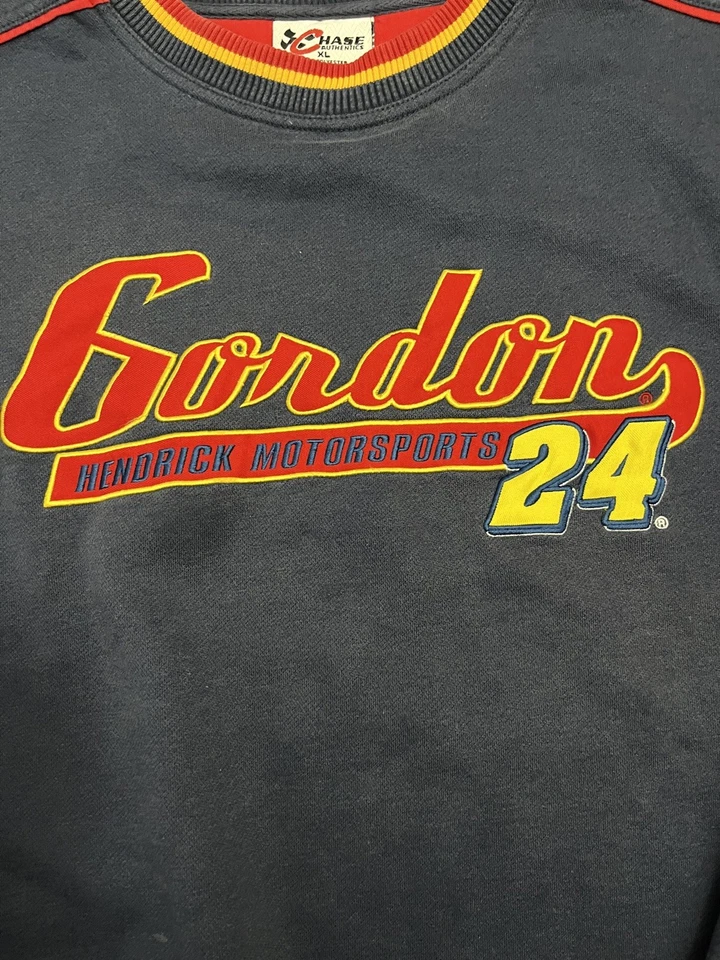 CHASE
AUTHENTICS
XL
Gordon®
HENDRICK MOTORSPORTS
24®